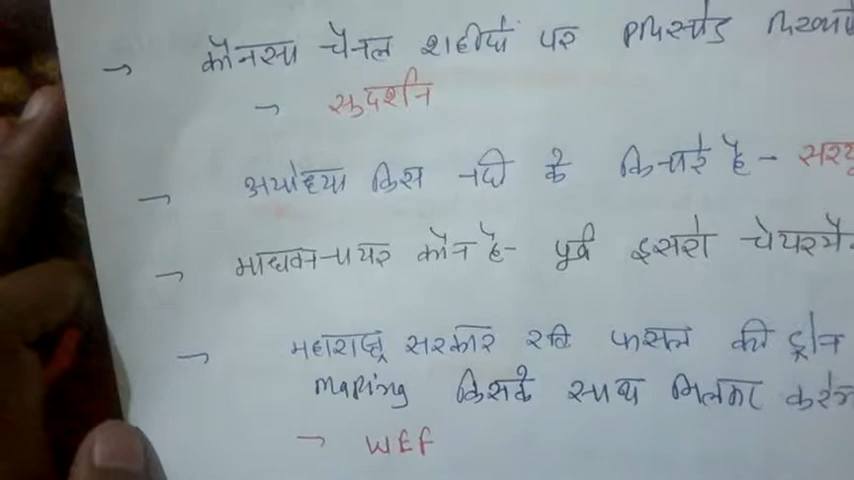 → कौनसा चैनल शहीदों पर एपिसोड
→ सुदर्शन
→ अयोध्या किस नदी के किनारे है - सरयू
→ माधवन नायर कौन है - पूर्व इसरो चेयरमैन
→ महाराष्ट्र सरकार रबी फसल की ड्रोन
maping किसके साथ मिलकर करेगी
→ WEF